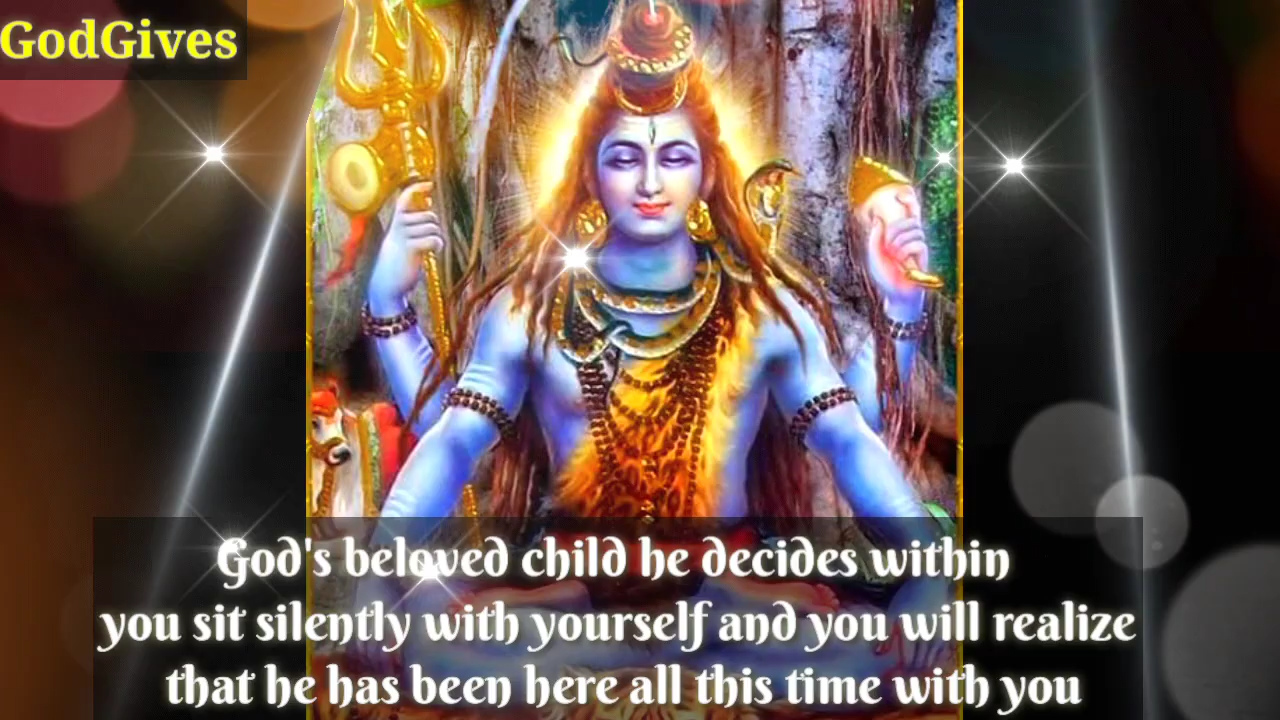 GodGives
God's beloved child he decides within
you sit silently with yourself and you will realize
that he has been here all this time with you